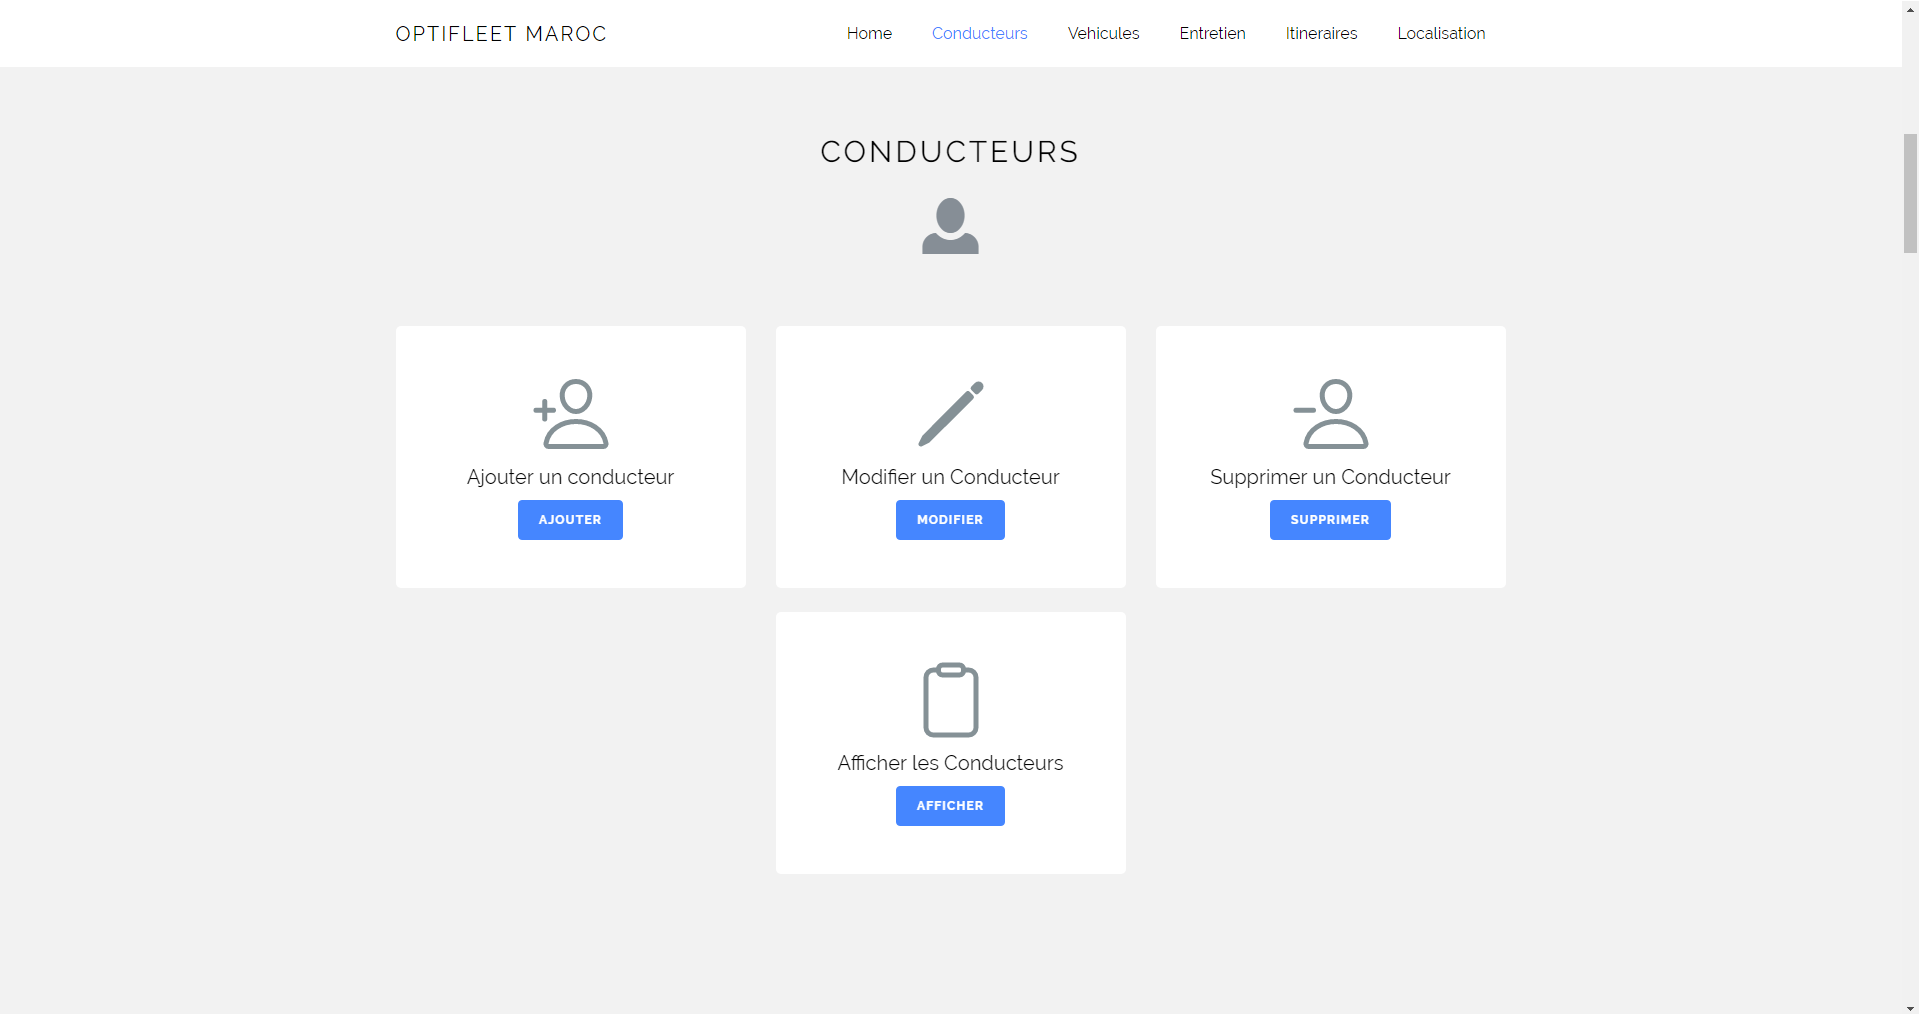 OPTIFLEET MAROC
Home
Conducteurs
Vehicules
Entretien
Itineraires
Localisation
CONDUCTEURS
Ajouter un conducteur
AJOUTER
Modifier un Conducteur
MODIFIER
Supprimer un Conducteur
SUPPRIMER
Afficher les Conducteurs
AFFICHER